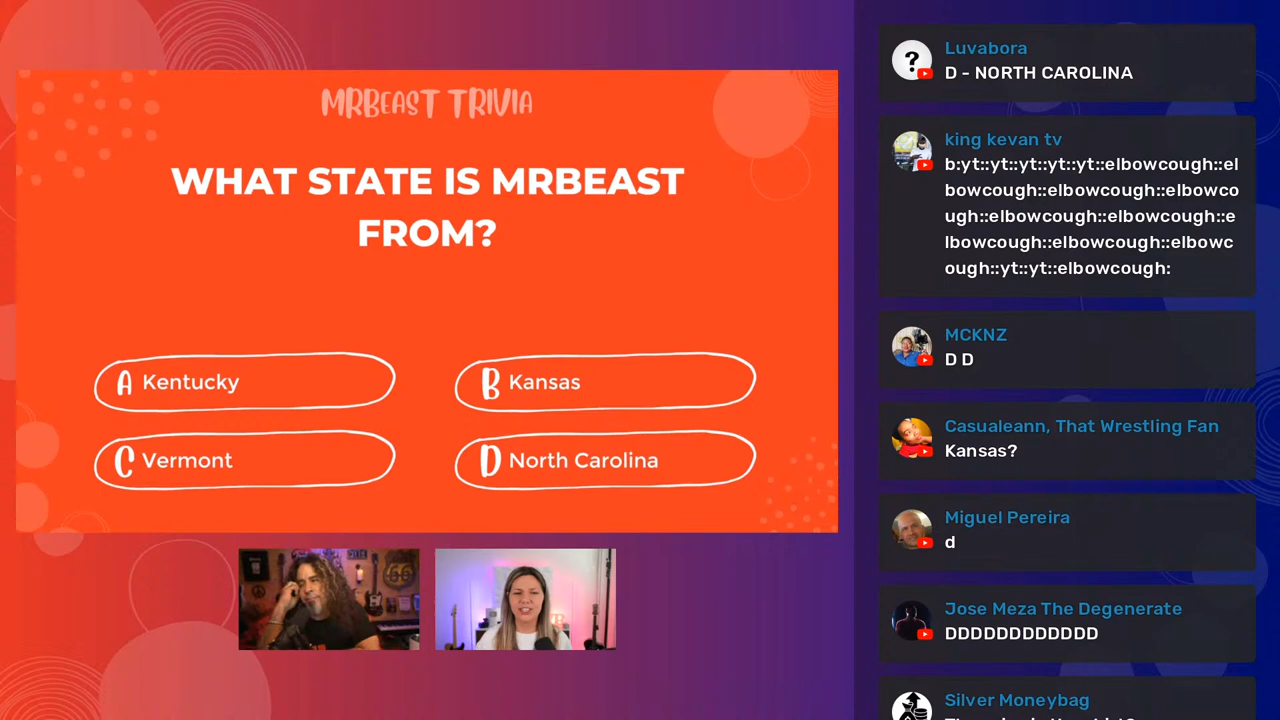 MRBEAST TRIVIA
WHAT STATE IS MRBEAST
FROM?
A Kentucky
B Kansas
C Vermont
D North Carolina
66
Luvabora
?
D - NORTH CAROLINA
king kevan tv
b:yt::yt::yt::yt::yt::elbowcough::el
bowcough::elbowcough::elbowco
ugh::elbowcough::elbowcough::e
lbowcough::elbowcough::elbowc
ough::yt::yt::elbowcough:
MCKNZ
D D
Casualeann, That Wrestling Fan
Kansas?
Miguel Pereira
d
Jose Meza The Degenerate
DDDDDDDDDDDD
Silver Moneybag